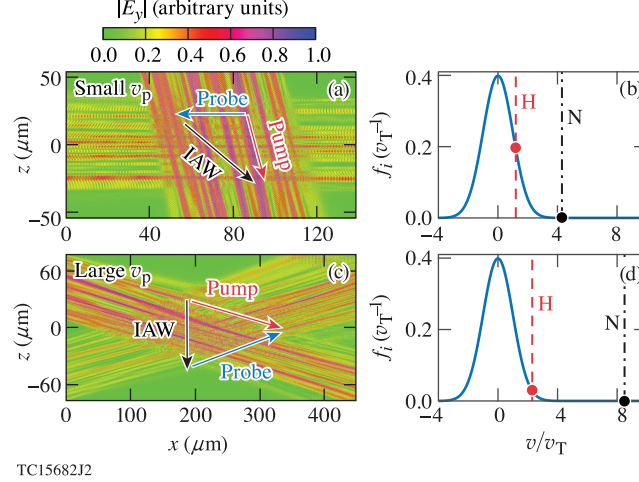 |E_y| (arbitrary units)
0.0 0.2 0.4 0.6 0.8 1.0
Small v_p
(a)
Probe
Pump
IAW
z (μm)
50
0
−50
0 40 80 120
(b)
H
N
f_i (v_T⁻¹)
0.4
0.2
0.0
−4 0 4 8
Large v_p
(c)
Pump
IAW
Probe
z (μm)
60
0
−60
0 100 200 300 400
x (μm)
(d)
H
N
f_i (v_T⁻¹)
0.4
0.2
0.0
−4 0 4 8
v/v_T
TC15682J2